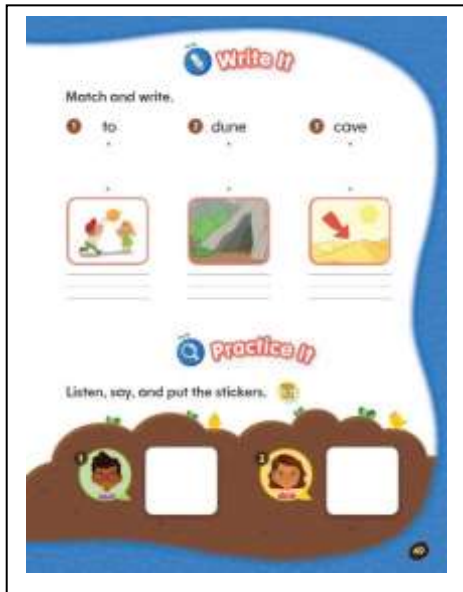 Write It
Match and write.
1 to 2 dune 3 cave
Practice It
Listen, say, and put the stickers.
1 2